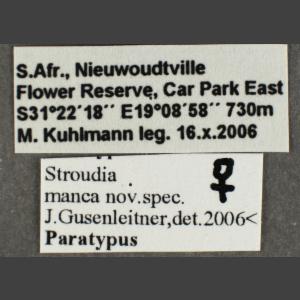 S.Afr., Nieuwoudtville
Flower Reserve, Car Park East
S31°22´18´´ E19°08´58´´ 730m
M. Kuhlmann leg. 16.x.2006
Stroudia ♀
manca nov.spec.
J.Gusenleitner,det.2006<
Paratypus